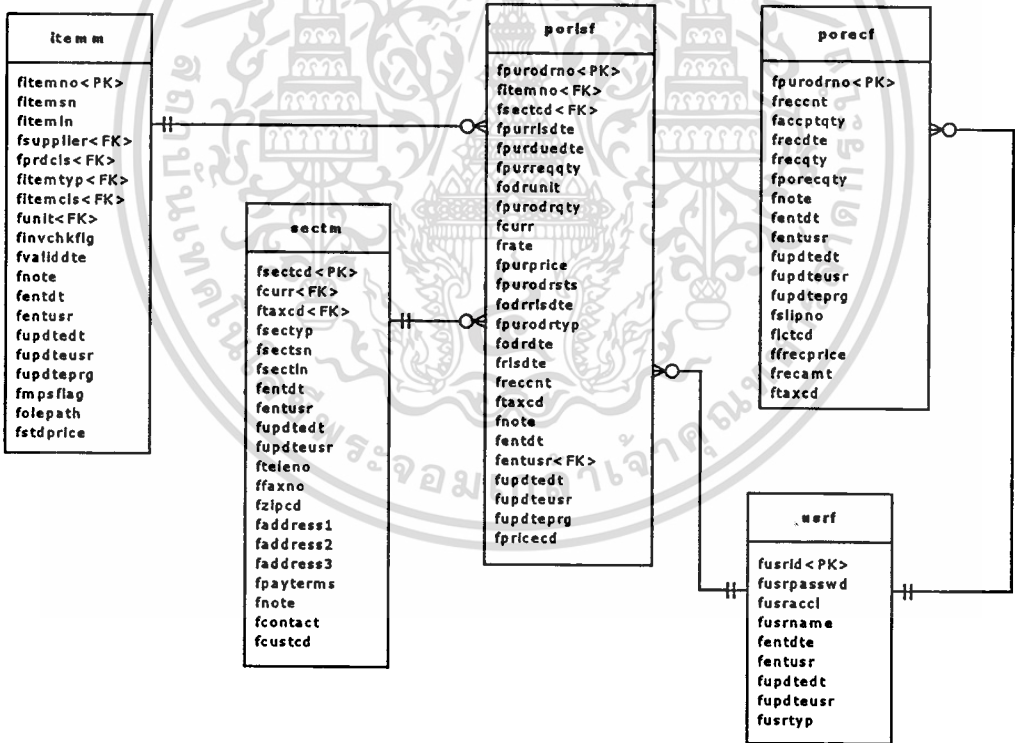 itemm
fitemno<PK>
fitemsn
fitemln
fsupplier<FK>
fprdcls<FK>
fitemtyp<FK>
fitemcls<FK>
funit<FK>
finvchkflg
fvaliddte
fnote
fentdt
fentusr
fupdtedt
fupdteusr
fupdteprg
fmpsflag
folepath
fstdprice
sectm
fsectcd<PK>
fcurr<FK>
ftaxcd<FK>
fsectyp
fsectsn
fsectln
fentdt
fentusr
fupdtedt
fupdteusr
fteleno
ffaxno
fzipcd
faddress1
faddress2
faddress3
fpayterms
fnote
fcontact
fcustcd
porlsf
fpurodrno<PK>
fitemno<FK>
fsectcd<FK>
fpurrlsdte
fpurduedte
fpurreqqty
fodrunit
fpurodrqty
fcurr
frate
fpurprice
fpurodrsts
fodrrlsdte
fpurodrtyp
fodrdte
frlsdte
freccnt
ftaxcd
fnote
fentdt
fentusr<FK>
fupdtedt
fupdteusr
fupdteprg
fpricecd
porecf
fpurodrno<PK>
freccnt
faccptqty
frecdte
frecqty
fporecqty
fnote
fentdt
fentusr
fupdtedt
fupdteusr
fupdteprg
fslipno
flctcd
ffrecprice
frecamt
ftaxcd
usrf
fusrid<PK>
fusrpasswd
fusraccl
fusrname
fentdte
fentusr
fupdtedt
fupdteusr
fusrtyp